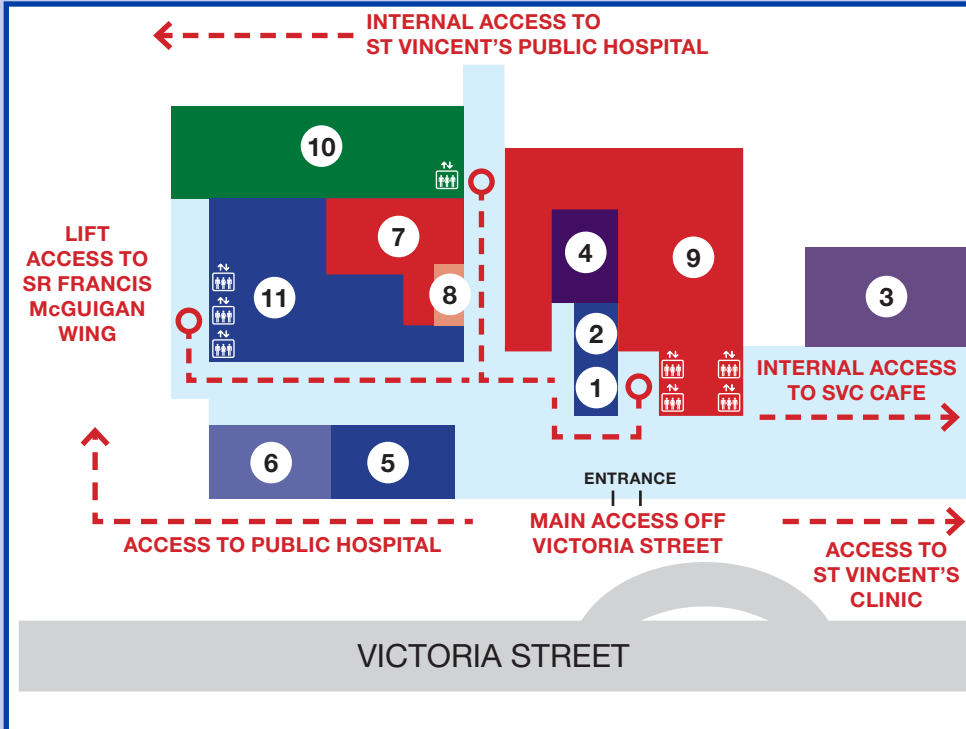 INTERNAL ACCESS TO
ST VINCENT'S PUBLIC HOSPITAL
10
7
4
9
LIFT
ACCESS TO
SR FRANCIS
McGUIGAN
WING
11
8
3
2
1
INTERNAL ACCESS
TO SVC CAFE
6
5
ENTRANCE
MAIN ACCESS OFF
VICTORIA STREET
ACCESS TO PUBLIC HOSPITAL
ACCESS TO
ST VINCENT'S
CLINIC
VICTORIA STREET